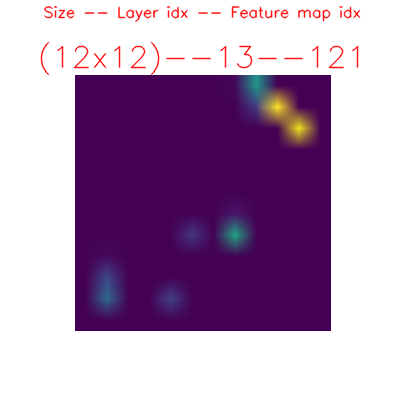 Size -- Layer idx -- Feature map idx
(12x12)--13--121